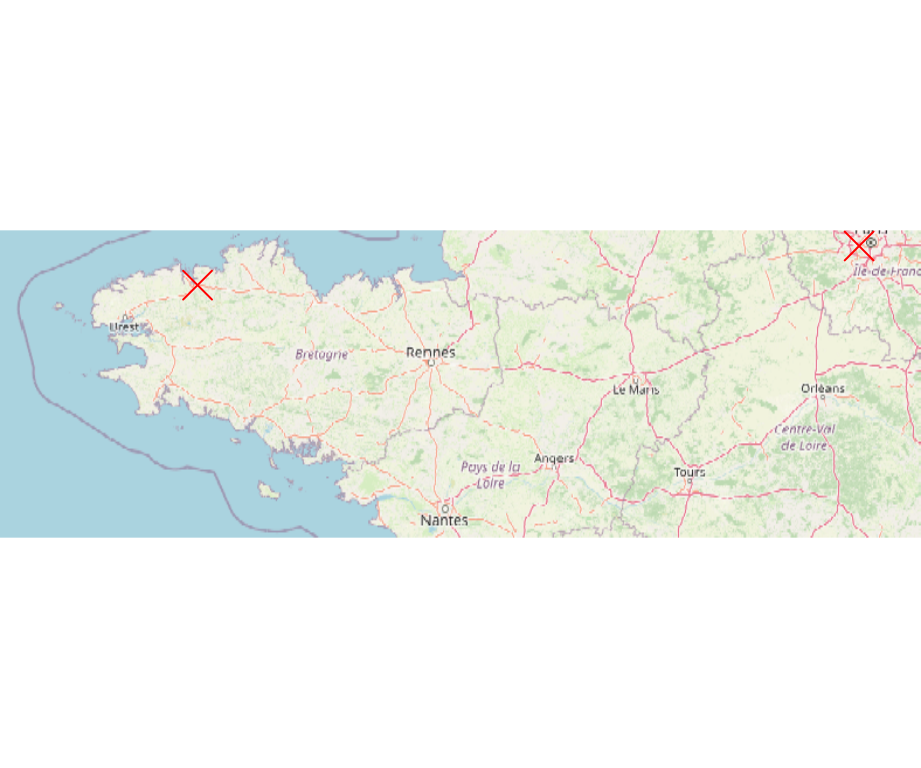 Île-de-France
Brest
Bretagne
Rennes
Le Mans
Orléans
Centre-Val
de Loire
Angers
Pays de la
Loire
Tours
Nantes